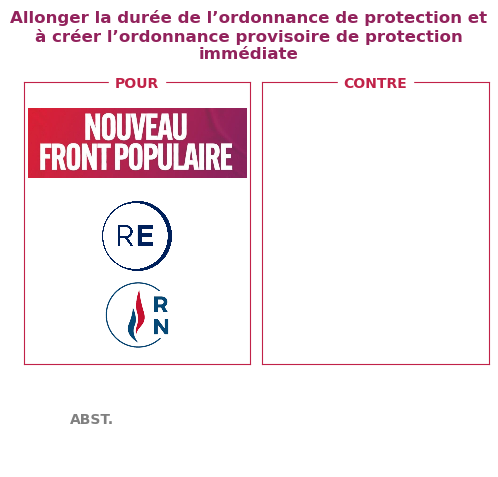 Allonger la durée de l’ordonnance de protection et
à créer l’ordonnance provisoire de protection
immédiate
POUR
CONTRE
NOUVEAU
FRONT POPULAIRE
RE
R
N
ABST.